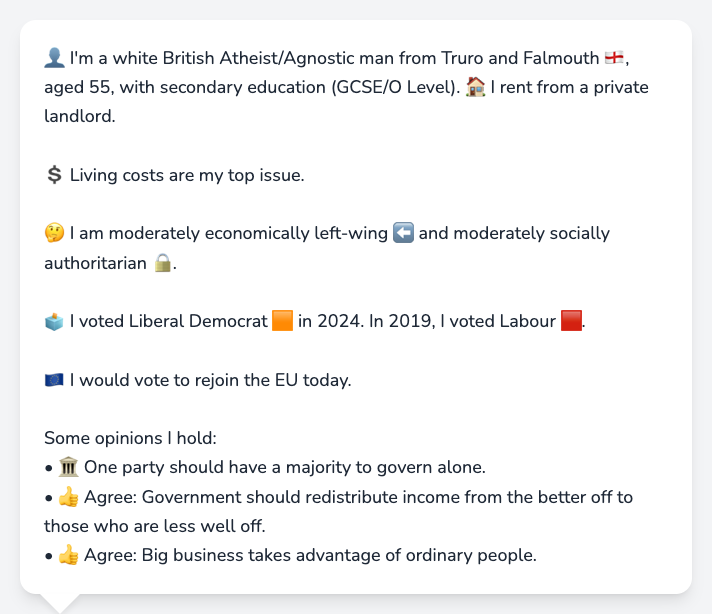 👤 I'm a white British Atheist/Agnostic man from Truro and Falmouth 🏴󠁧󠁢󠁥󠁮󠁧󠁿,
aged 55, with secondary education (GCSE/O Level). 🏠 I rent from a private
landlord.
💲 Living costs are my top issue.
🤔 I am moderately economically left-wing ⬅️ and moderately socially
authoritarian 🔒.
🗳️ I voted Liberal Democrat 🟧 in 2024. In 2019, I voted Labour 🟥.
🇪🇺 I would vote to rejoin the EU today.
Some opinions I hold:
• 🏛️ One party should have a majority to govern alone.
• 👍 Agree: Government should redistribute income from the better off to
those who are less well off.
• 👍 Agree: Big business takes advantage of ordinary people.